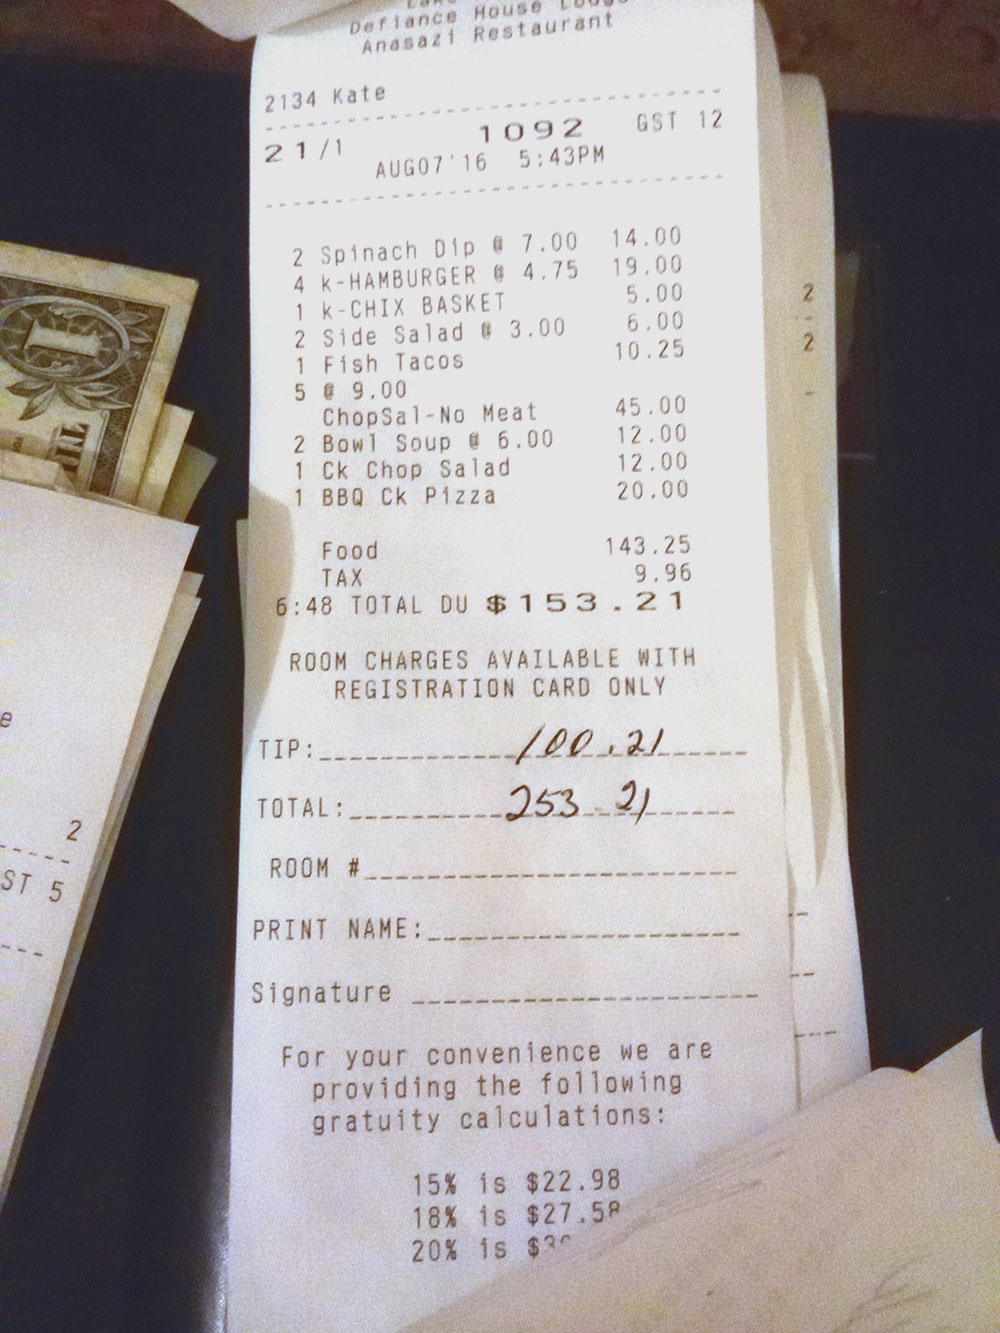 Defiance House Lodge
Anasazi Restaurant
2134 Kate
21/1 1092 GST 12
AUG07'16 5:43PM
2 Spinach Dip @ 7.00 14.00
4 k-HAMBURGER @ 4.75 19.00
1 k-CHIX BASKET 5.00
2 Side Salad @ 3.00 6.00
1 Fish Tacos 10.25
5 @ 9.00
ChopSal-No Meat 45.00
2 Bowl Soup @ 6.00 12.00
1 Ck Chop Salad 12.00
1 BBQ Ck Pizza 20.00
Food 143.25
TAX 9.96
6:48 TOTAL DU $153.21
ROOM CHARGES AVAILABLE WITH
REGISTRATION CARD ONLY
TIP: 100.21
TOTAL: 253.21
ROOM #
PRINT NAME:
Signature
For your convenience we are
providing the following
gratuity calculations:
15% is $22.98
18% is $27.58
20% is
2
ST 5
2
2